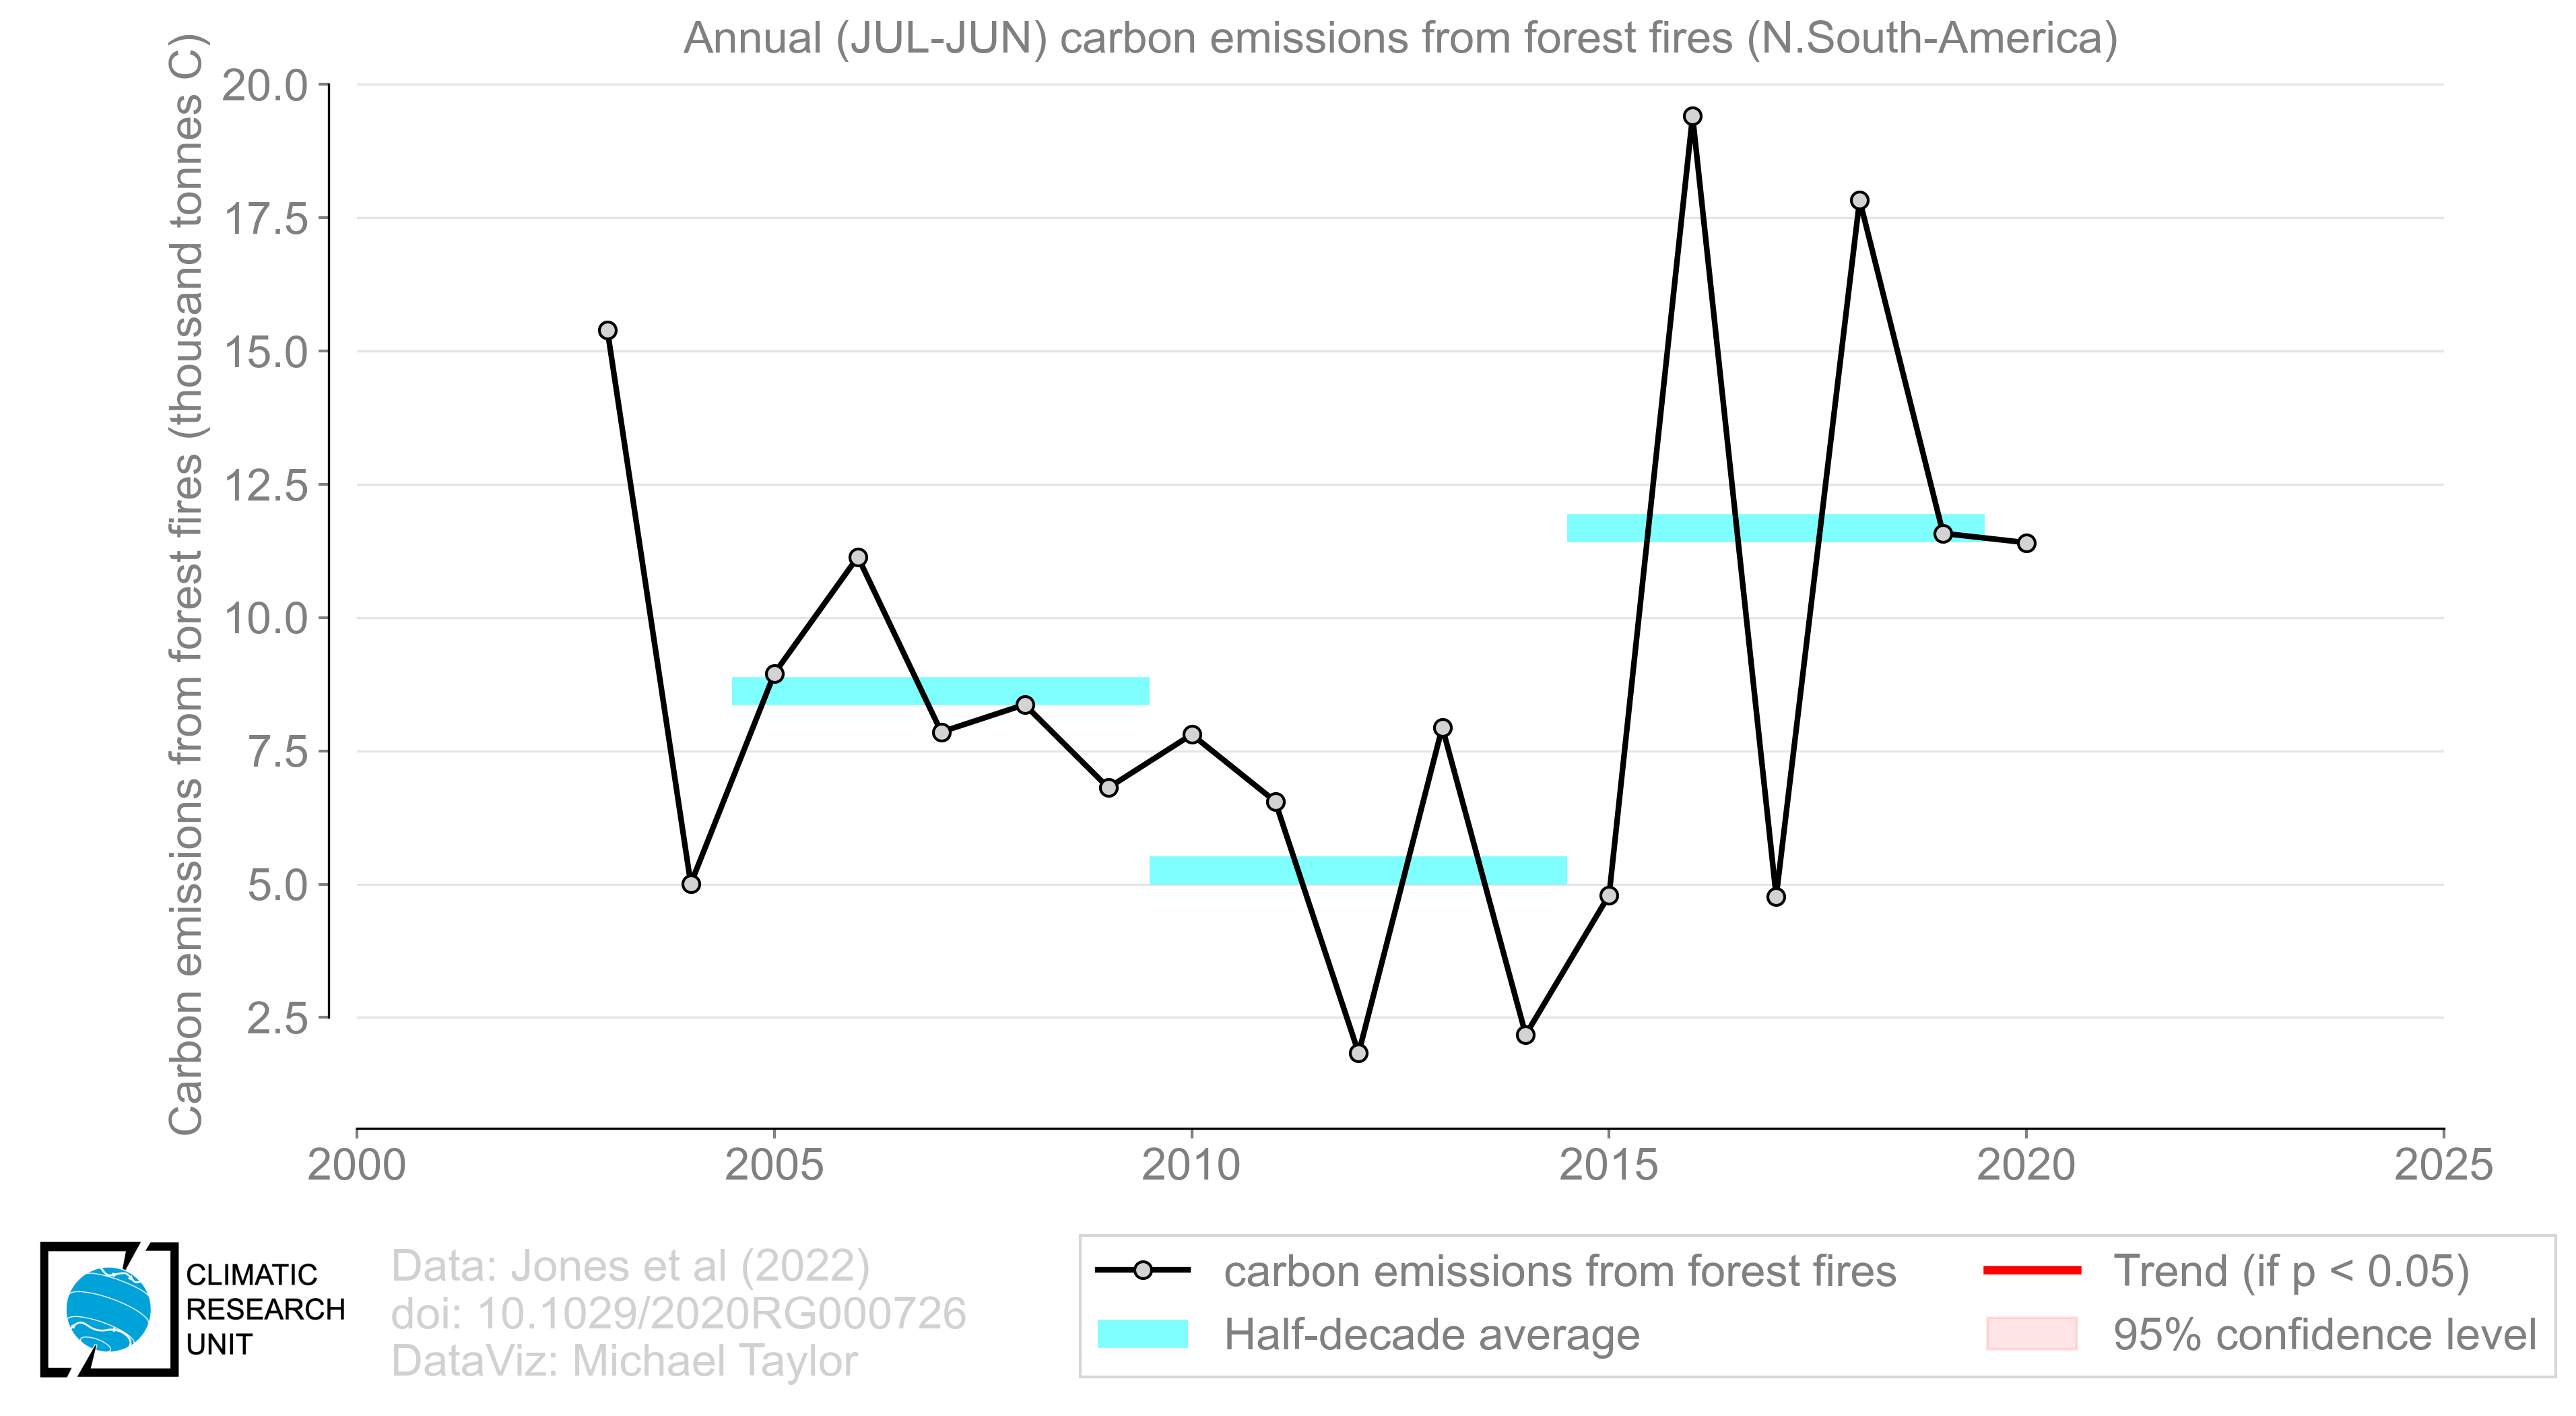 Annual (JUL-JUN) carbon emissions from forest fires (N.South-America)
Carbon emissions from forest fires (thousand tonnes C)
20.0
17.5
15.0
12.5
10.0
7.5
5.0
2.5
2000 2005 2010 2015 2020 2025
CLIMATIC
RESEARCH
UNIT
Data: Jones et al (2022)
doi: 10.1029/2020RG000726
DataViz: Michael Taylor
carbon emissions from forest fires
Half-decade average
Trend (if p < 0.05)
95% confidence level